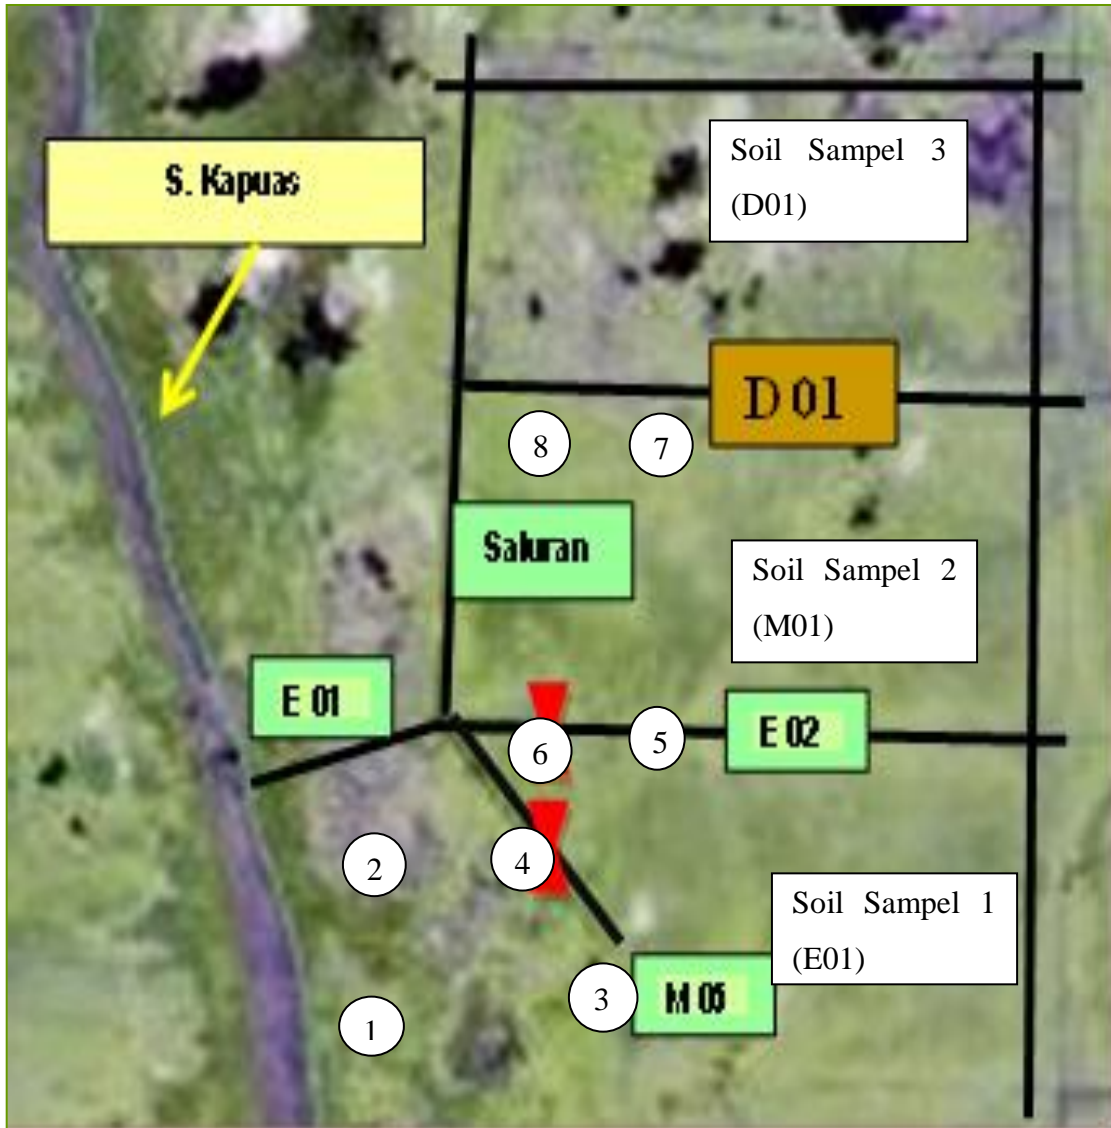 Soil Sampel 3
(D01)
S. Kapuas
D 01
8
7
Saluran
Soil Sampel 2
(M01)
E 01
6
5
E 02
2
4
Soil Sampel 1
(E01)
3
M 05
1